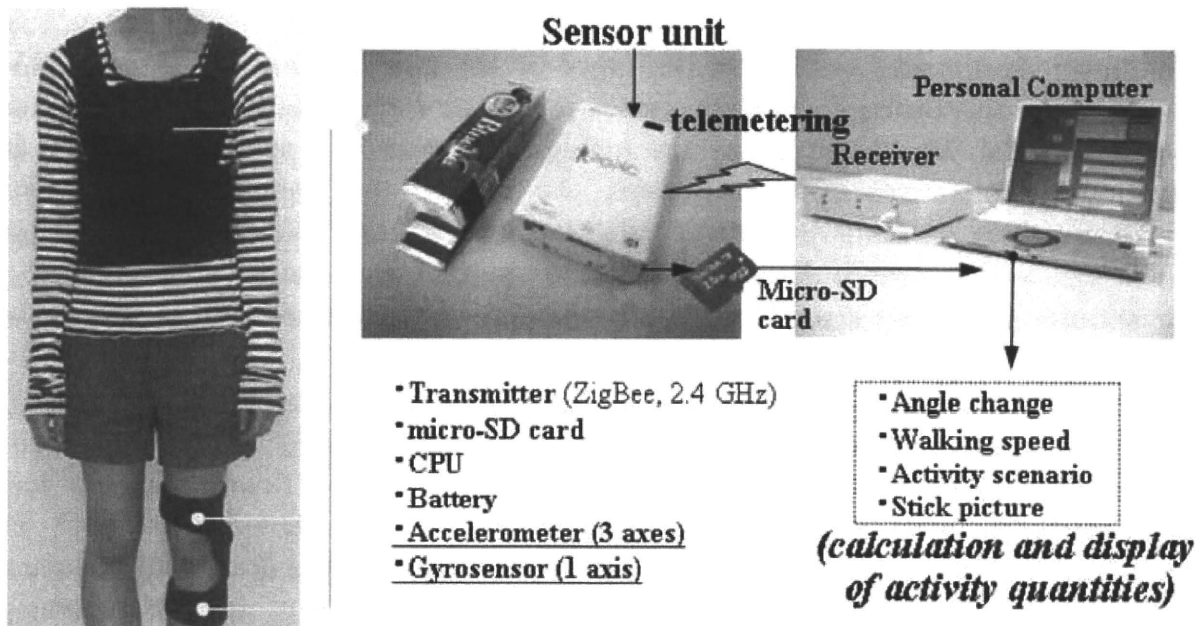 Sensor unit
telemetering
Personal Computer
Receiver
Micro-SD
card
▪Transmitter (ZigBee, 2.4 GHz)
▪micro-SD card
▪CPU
▪Battery
▪Accelerometer (3 axes)
▪Gyrosensor (1 axis)
▪Angle change
▪Walking speed
▪Activity scenario
▪Stick picture
(calculation and display
of activity quantities)